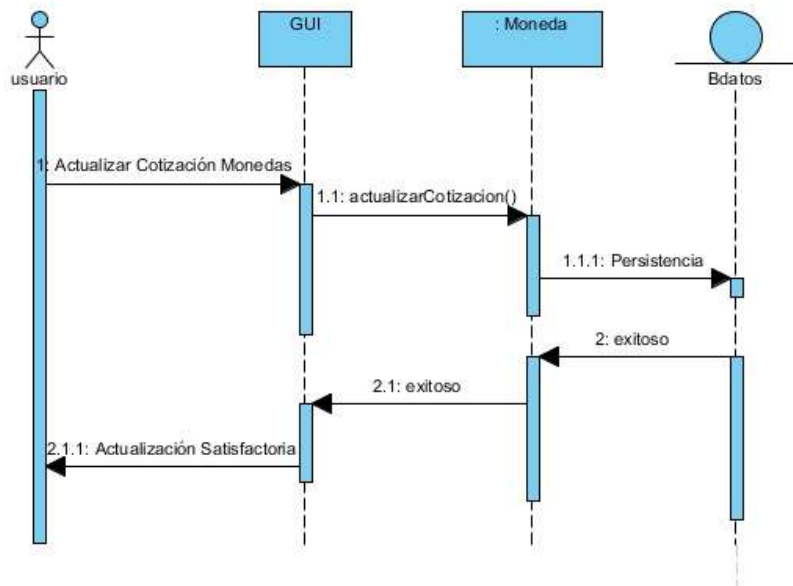 GUI
: Moneda
usuario
Bdatos
1: Actualizar Cotización Monedas
1.1: actualizarCotizacion()
1.1.1: Persistencia
2: exitoso
2.1: exitoso
2.1.1: Actualización Satisfactoria